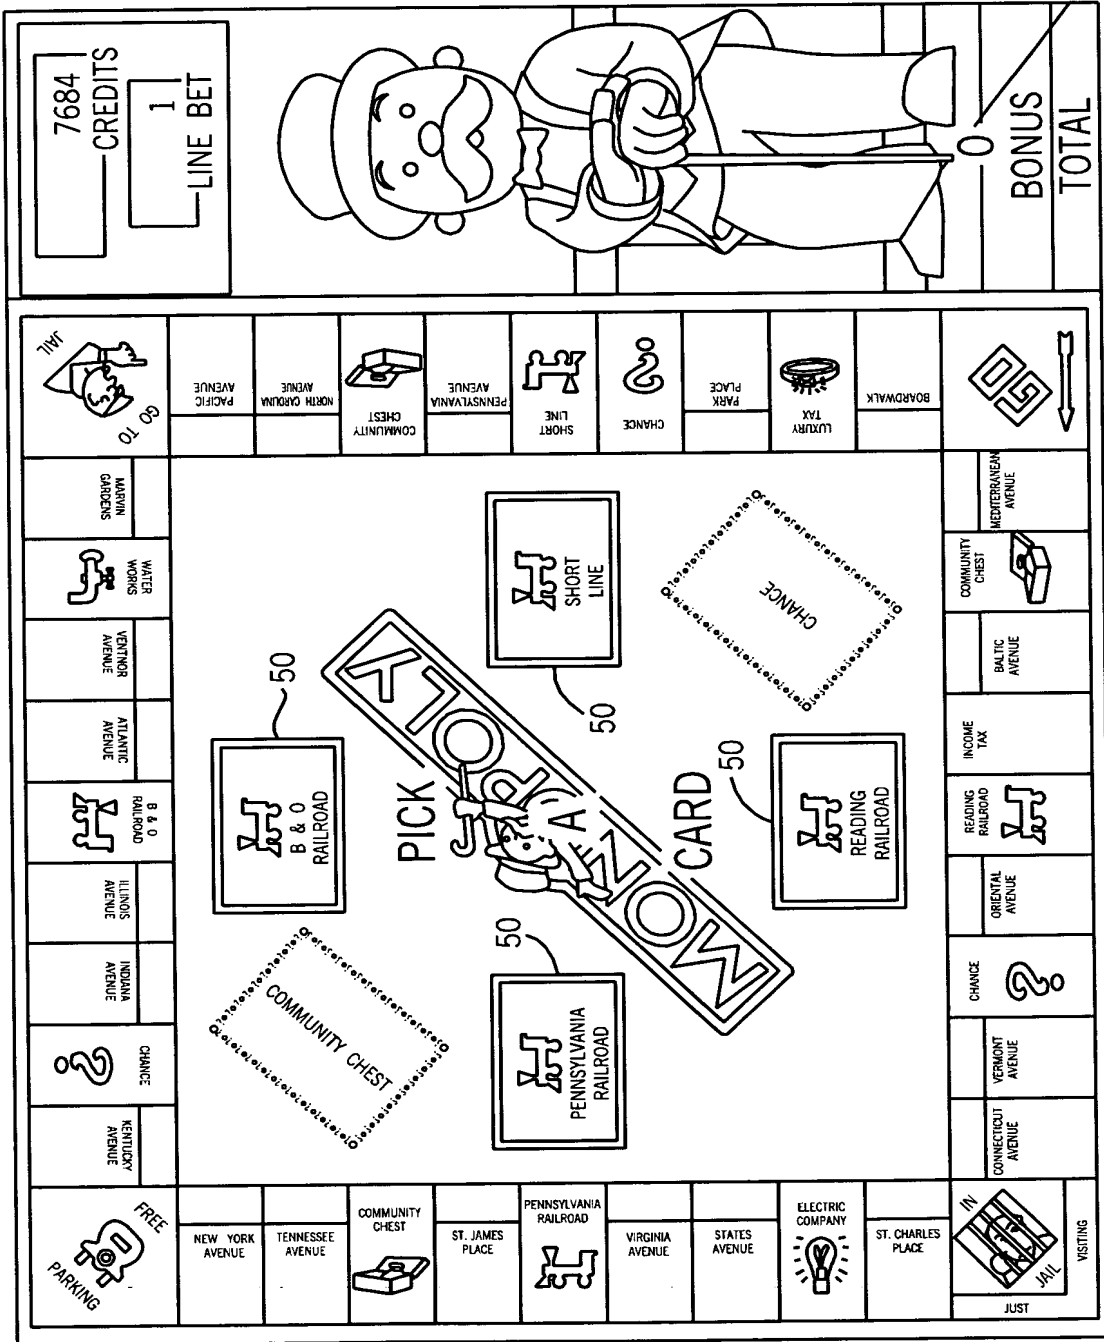 7684
CREDITS
1
LINE BET
0
BONUS
TOTAL
GO TO
JAIL
PACIFIC
AVENUE
NORTH CAROLINA
AVENUE
COMMUNITY
CHEST
PENNSYLVANIA
AVENUE
SHORT
LINE
CHANCE
?
PARK
PLACE
LUXURY
TAX
BOARDWALK
GO
MARVIN
GARDENS
WATER
WORKS
VENTNOR
AVENUE
ATLANTIC
AVENUE
B & O
RAILROAD
ILLINOIS
AVENUE
INDIANA
AVENUE
CHANCE
?
KENTUCKY
AVENUE
FREE
PARKING
SHORT
LINE
50
CHANCE
B & O
RAILROAD
50
MONOPOLY
PICK
A
CARD
READING
RAILROAD
50
COMMUNITY CHEST
PENNSYLVANIA
RAILROAD
50
MEDITERRANEAN
AVENUE
COMMUNITY
CHEST
BALTIC
AVENUE
INCOME
TAX
READING
RAILROAD
ORIENTAL
AVENUE
CHANCE
?
VERMONT
AVENUE
CONNECTICUT
AVENUE
NEW YORK
AVENUE
TENNESSEE
AVENUE
COMMUNITY
CHEST
ST. JAMES
PLACE
PENNSYLVANIA
RAILROAD
VIRGINIA
AVENUE
STATES
AVENUE
ELECTRIC
COMPANY
ST. CHARLES
PLACE
IN
JAIL
JUST
VISITING